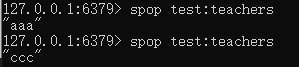 127.0.0.1:6379> spop test:teachers
"aaa"
127.0.0.1:6379> spop test:teachers
"ccc"